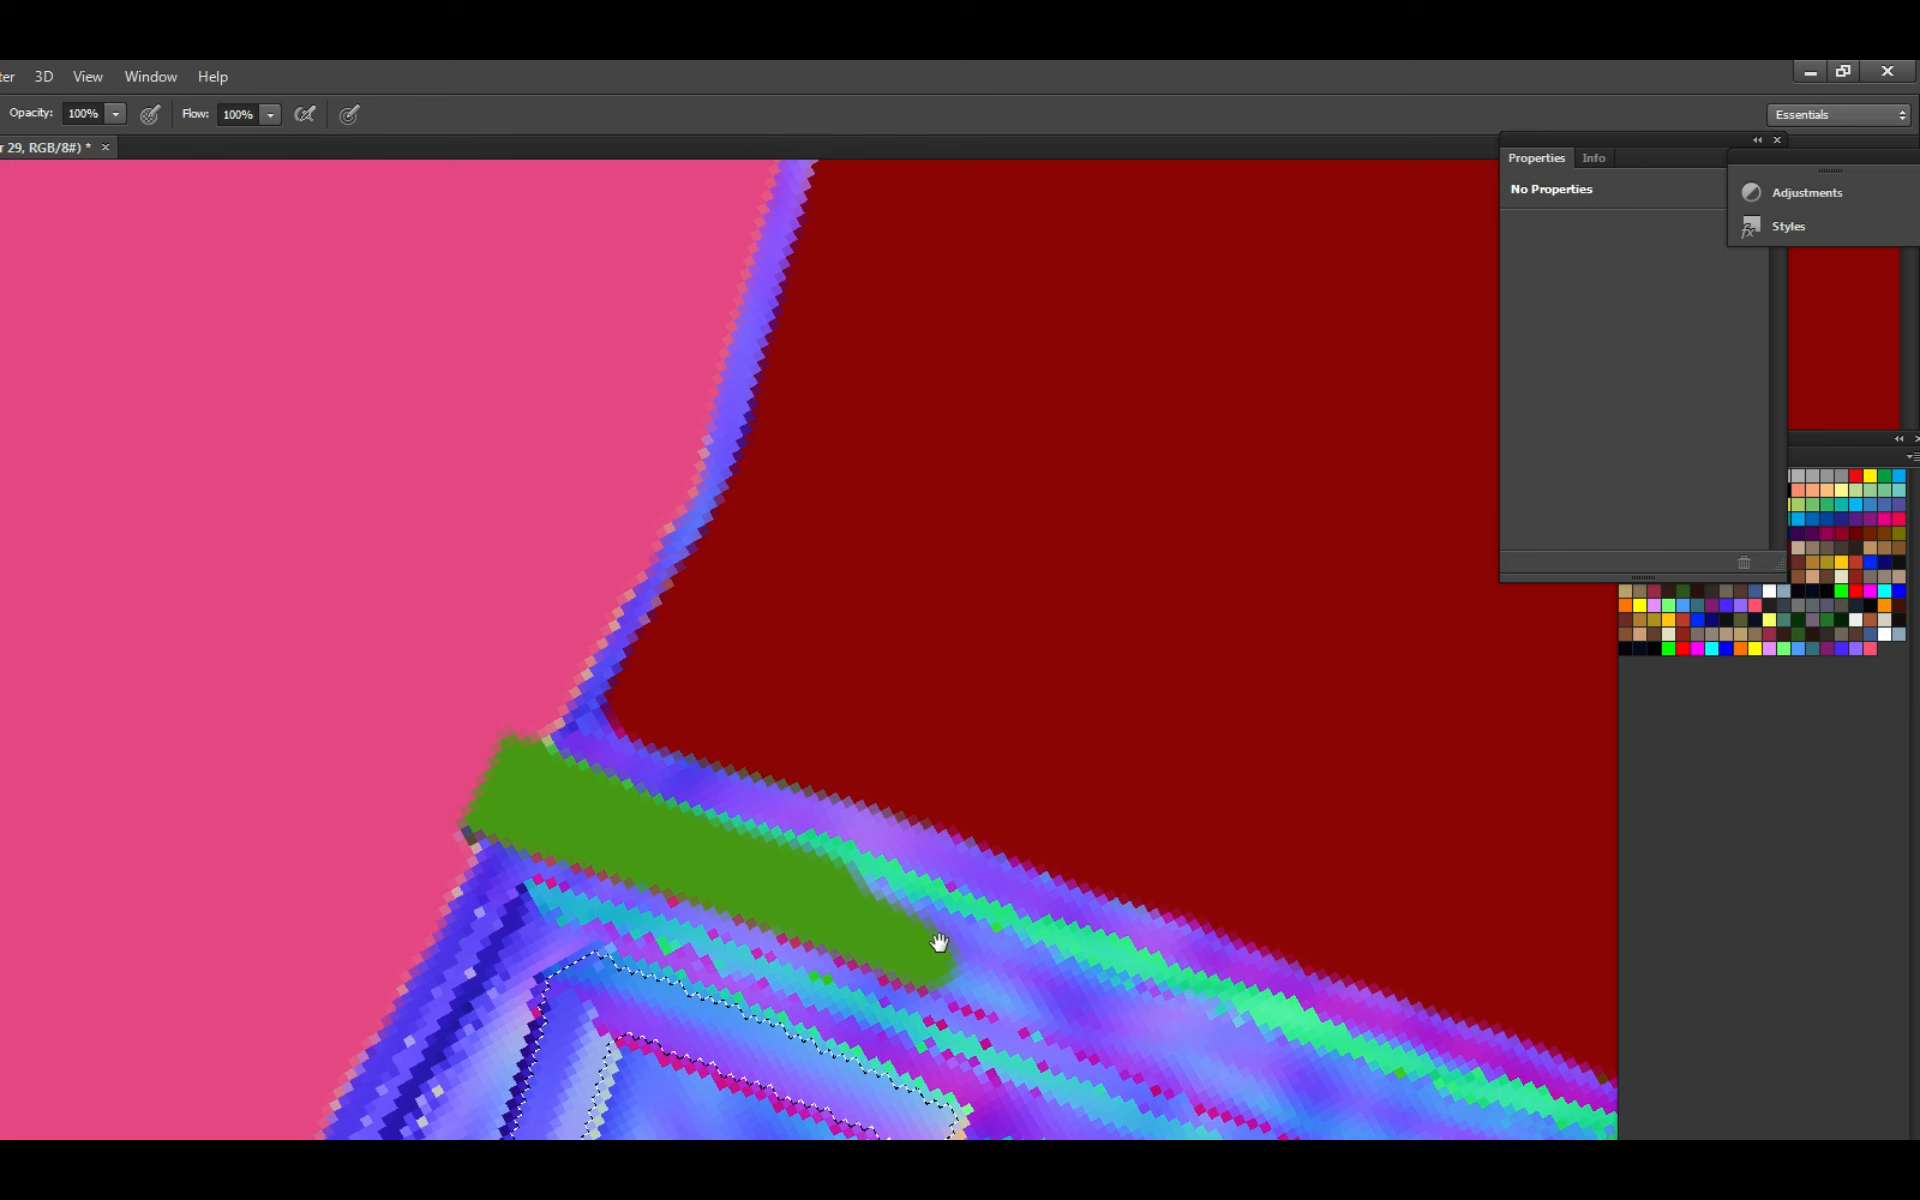 ter 3D View Window Help
Opacity: 100% Flow: 100% Essentials
r 29, RGB/8#) * ×
Properties Info
No Properties
Adjustments
Styles